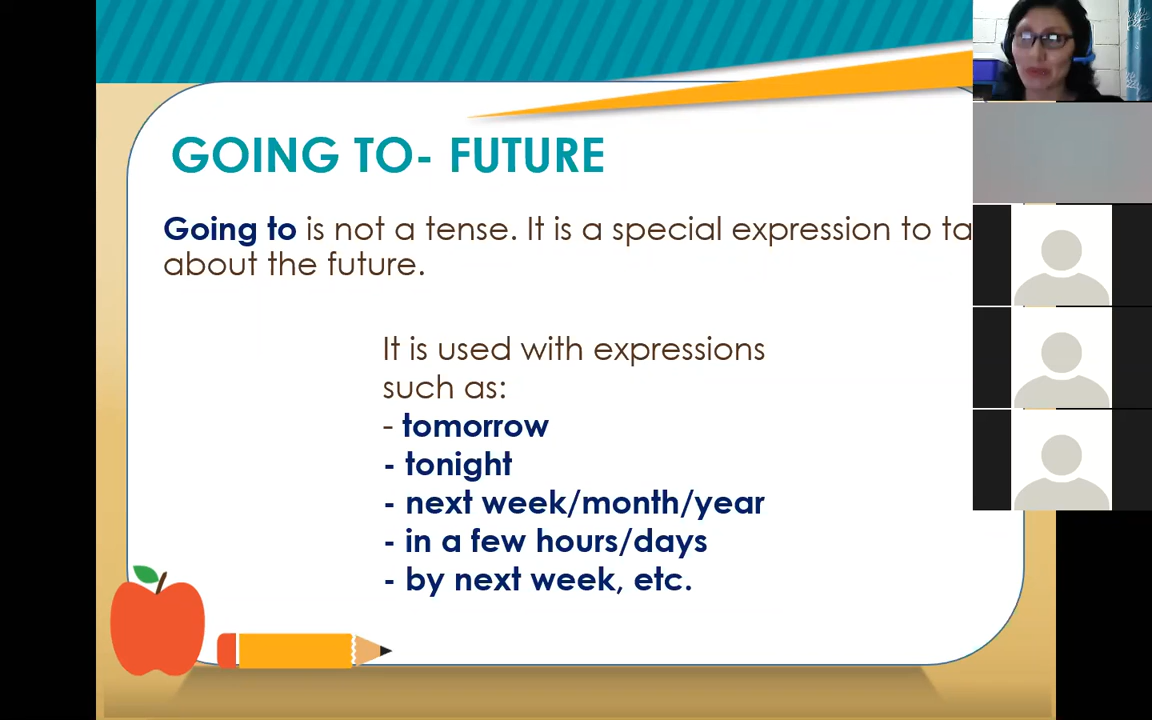 GOING TO- FUTURE
Going to is not a tense. It is a special expression to ta
about the future.
It is used with expressions
such as:
- tomorrow
- tonight
- next week/month/year
- in a few hours/days
- by next week, etc.